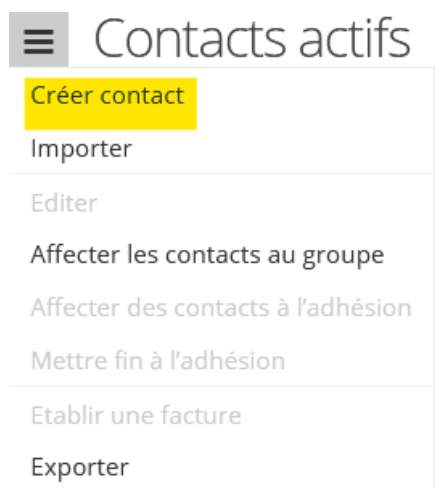 Contacts actifs
Créer contact
Importer
Editer
Affecter les contacts au groupe
Affecter des contacts à l’adhésion
Mettre fin à l’adhésion
Etablir une facture
Exporter